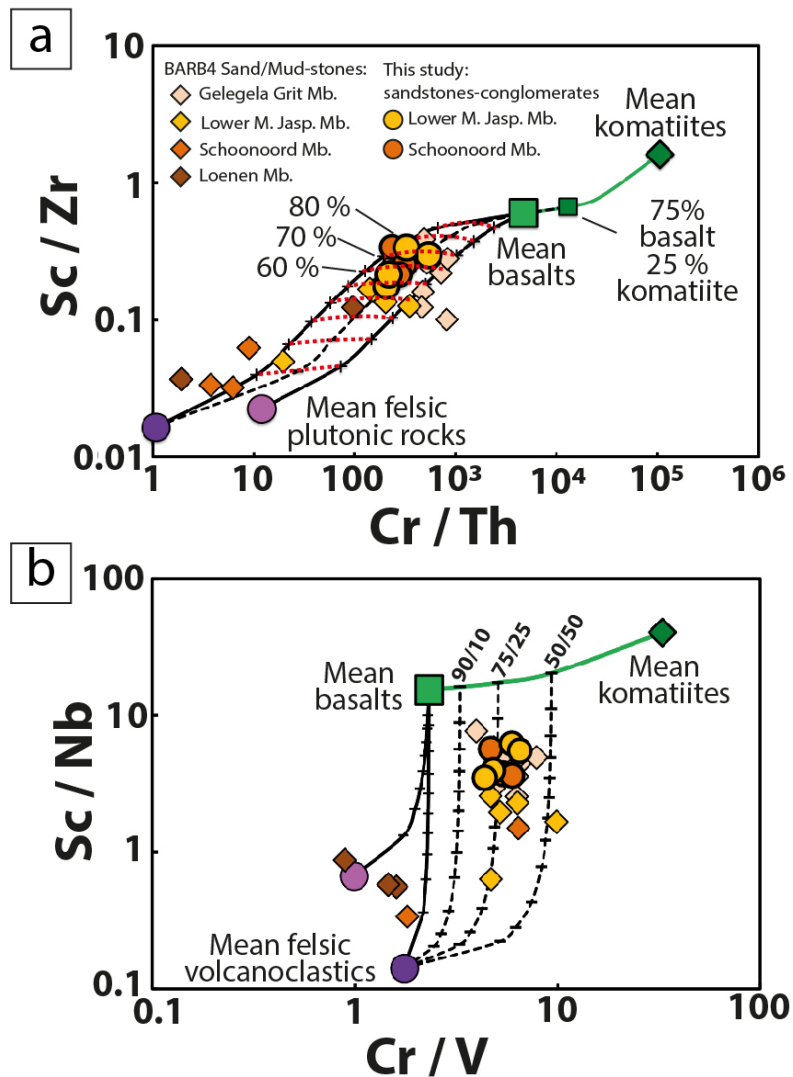 a
BARB4 Sand/Mud-stones:
Gelegela Grit Mb.
Lower M. Jasp. Mb.
Schoonoord Mb.
Loenen Mb.
This study:
sandstones-conglomerates
Lower M. Jasp. Mb.
Schoonoord Mb.
Mean
komatiites
80 %
70 %
60 %
Mean
basalts
75%
basalt
25 %
komatiite
Mean felsic
plutonic rocks
10
1
0.1
0.01
Sc / Zr
1
10
100
10³
10⁴
10⁵
10⁶
Cr / Th
b
100
10
1
0.1
Sc / Nb
Mean
basalts
90/10
75/25
50/50
Mean
komatiites
Mean felsic
volcanoclastics
0.1
1
10
100
Cr / V